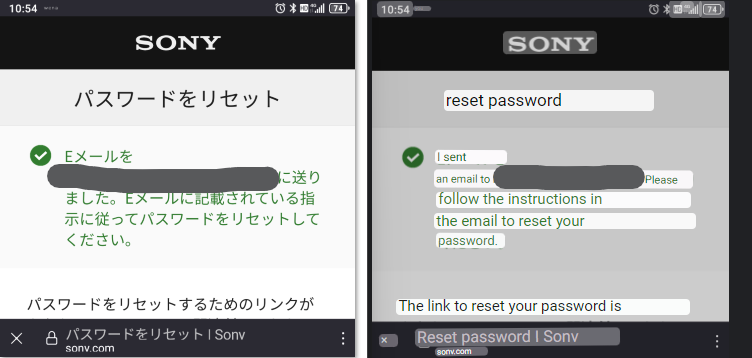 10:54
74
SONY
パスワードをリセット
Eメールを
に送り
ました。Eメールに記載されている指
示に従ってパスワードをリセットして
ください。
パスワードをリセットするためのリンクが
パスワードをリセット | Sony
sony.com
10:54
74
SONY
reset password
I sent
an email to
Please
follow the instructions in
the email to reset your
password.
The link to reset your password is
Reset password I Sony
sony.com